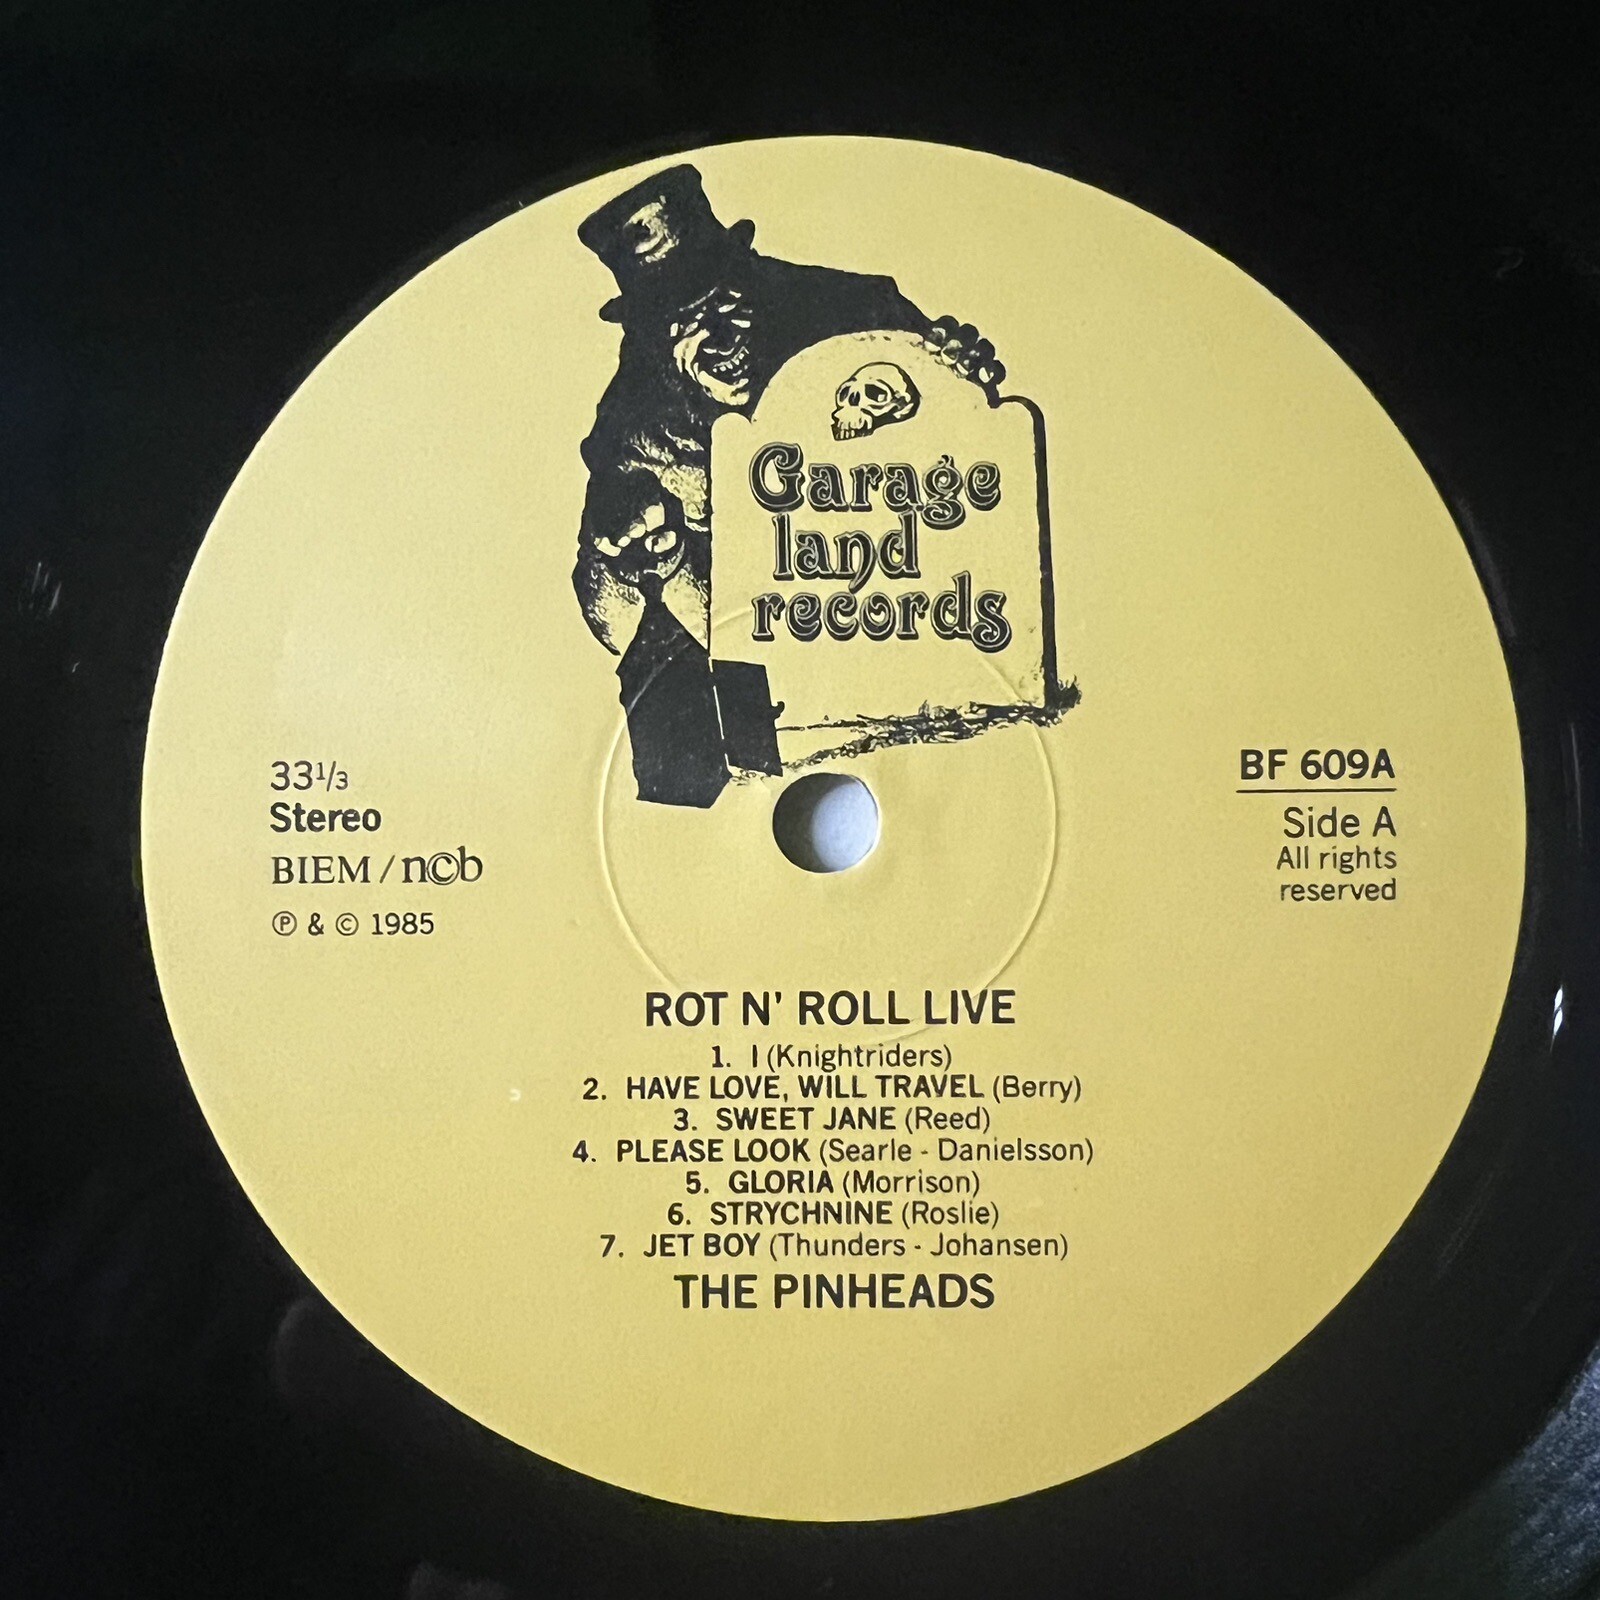 Garage
land
records
33¹/₃
Stereo
BIEM / n©b
℗ & © 1985
BF 609A
Side A
All rights
reserved
ROT N' ROLL LIVE
1. I (Knightriders)
2. HAVE LOVE, WILL TRAVEL (Berry)
3. SWEET JANE (Reed)
4. PLEASE LOOK (Searle - Danielsson)
5. GLORIA (Morrison)
6. STRYCHNINE (Roslie)
7. JET BOY (Thunders - Johansen)
THE PINHEADS